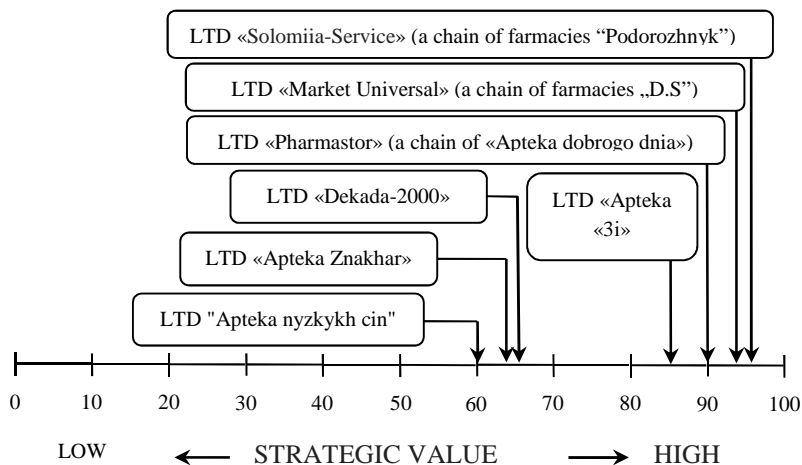 LTD «Solomiia-Service» (a chain of farmacies “Podorozhnyk”)
LTD «Market Universal» (a chain of farmacies „D.S”)
LTD «Pharmastor» (a chain of «Apteka dobrogo dnia»)
LTD «Dekada-2000»
LTD «Apteka
«3i»
LTD «Apteka Znakhar»
LTD "Apteka nyzkykh cin"
0 10 20 30 40 50 60 70 80 90 100
LOW STRATEGIC VALUE HIGH